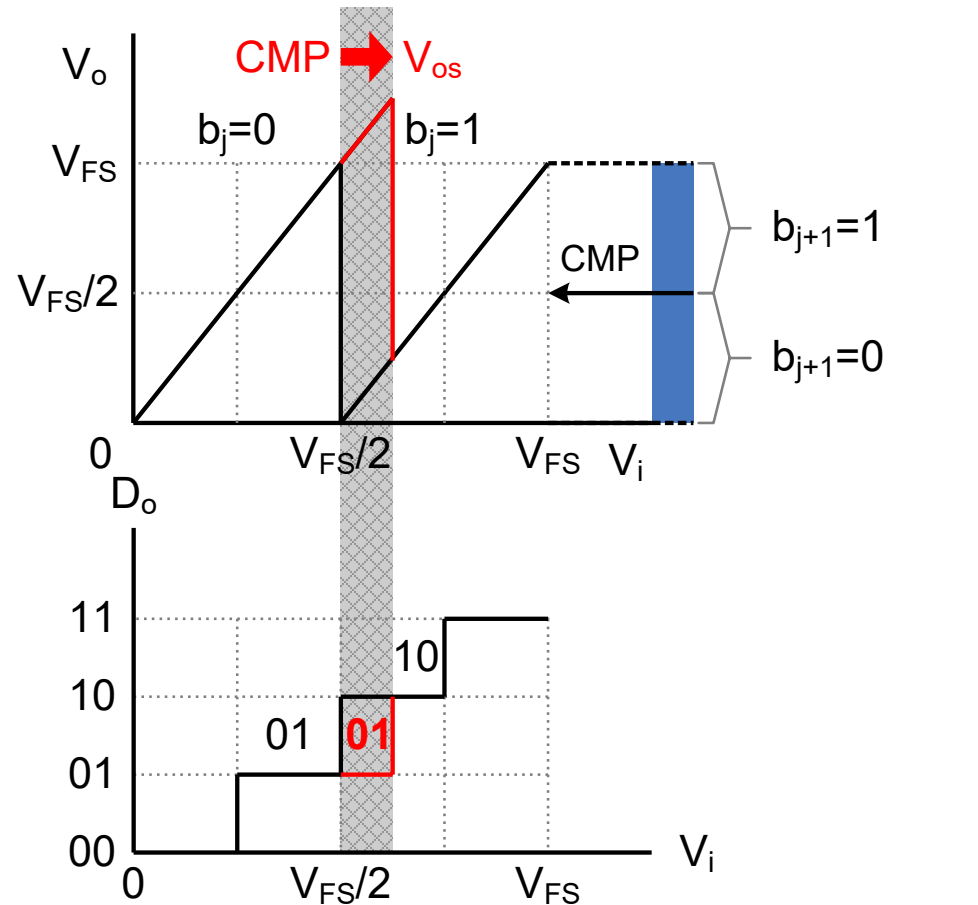 CMP Vos
Vo
bj=0 bj=1
VFS
bj+1=1
CMP
VFS/2
bj+1=0
0 VFS/2 VFS Vi
Do
11
10
10
01 01
01
00
Vi
0 VFS/2 VFS